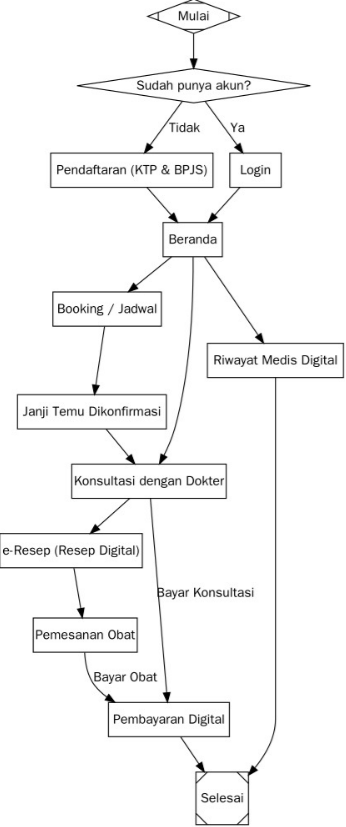 Mulai
Sudah punya akun?
Tidak
Ya
Pendaftaran (KTP & BPJS)
Login
Beranda
Booking / Jadwal
Riwayat Medis Digital
Janji Temu Dikonfirmasi
Konsultasi dengan Dokter
e-Resep (Resep Digital)
Bayar Konsultasi
Pemesanan Obat
Bayar Obat
Pembayaran Digital
Selesai